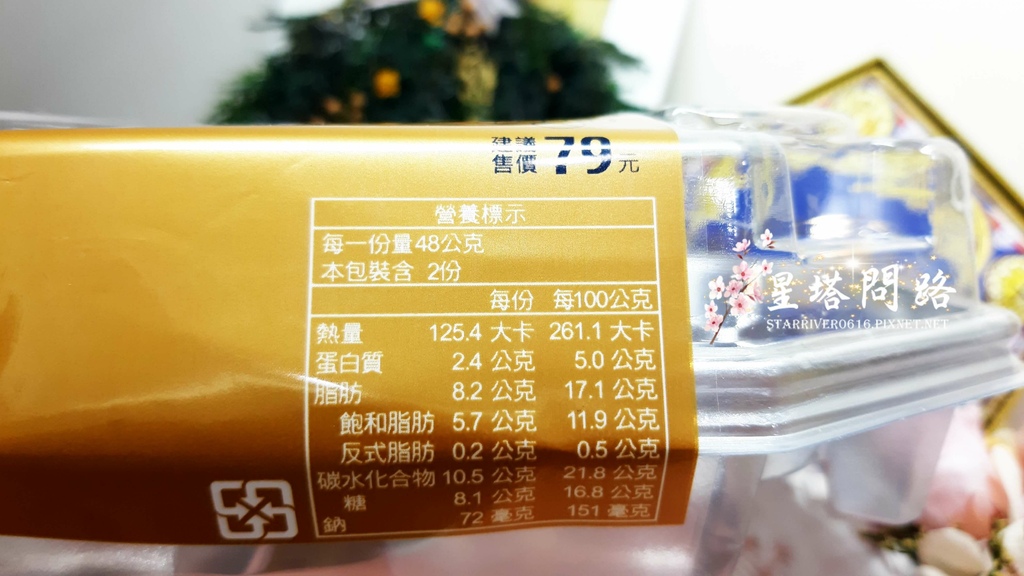 建議
售價 79元
營養標示
每一份量48公克
本包裝含 2份
每份 每100公克
熱量 125.4 大卡 261.1 大卡
蛋白質 2.4 公克 5.0 公克
脂肪 8.2 公克 17.1 公克
飽和脂肪 5.7 公克 11.9 公克
反式脂肪 0.2 公克 0.5 公克
碳水化合物 10.5 公克 21.8 公克
糖 8.1 公克 16.8 公克
鈉 72 毫克 151 毫克
星塔問路
STARRIVER0616.PIXNET.NET